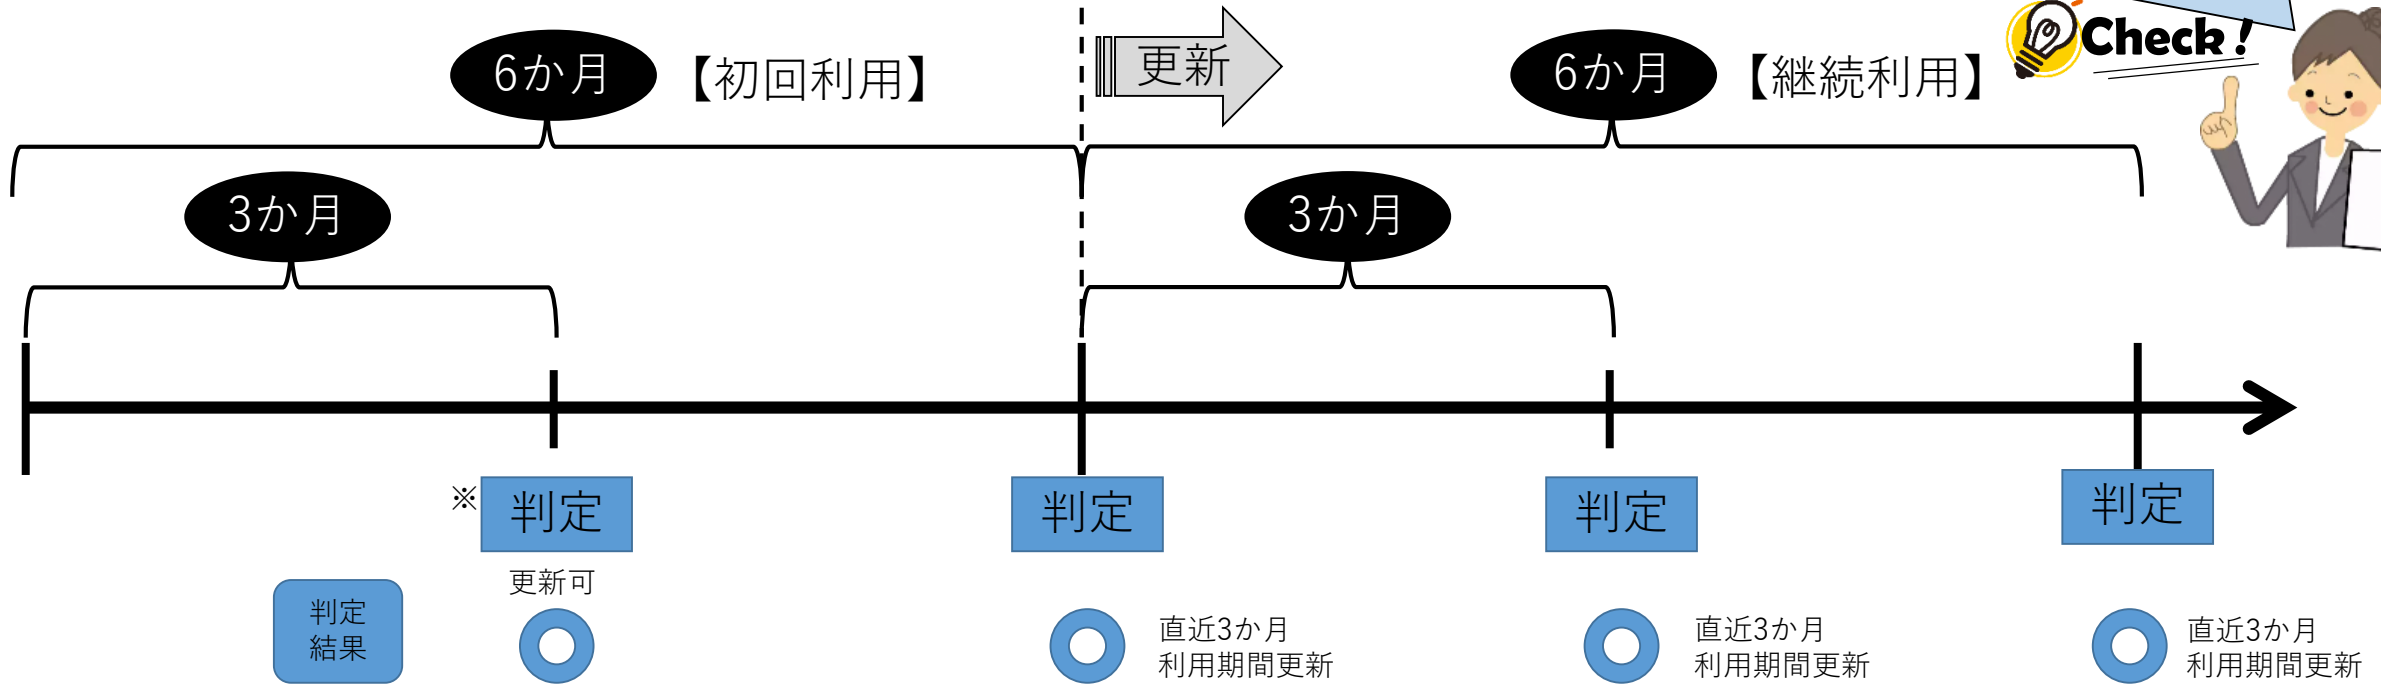 6か月
【初回利用】
更新
6か月
【継続利用】
Check!
3か月
3か月
※
判定
判定
判定
判定
判定
結果
更新可
直近3か月
利用期間更新
直近3か月
利用期間更新
直近3か月
利用期間更新